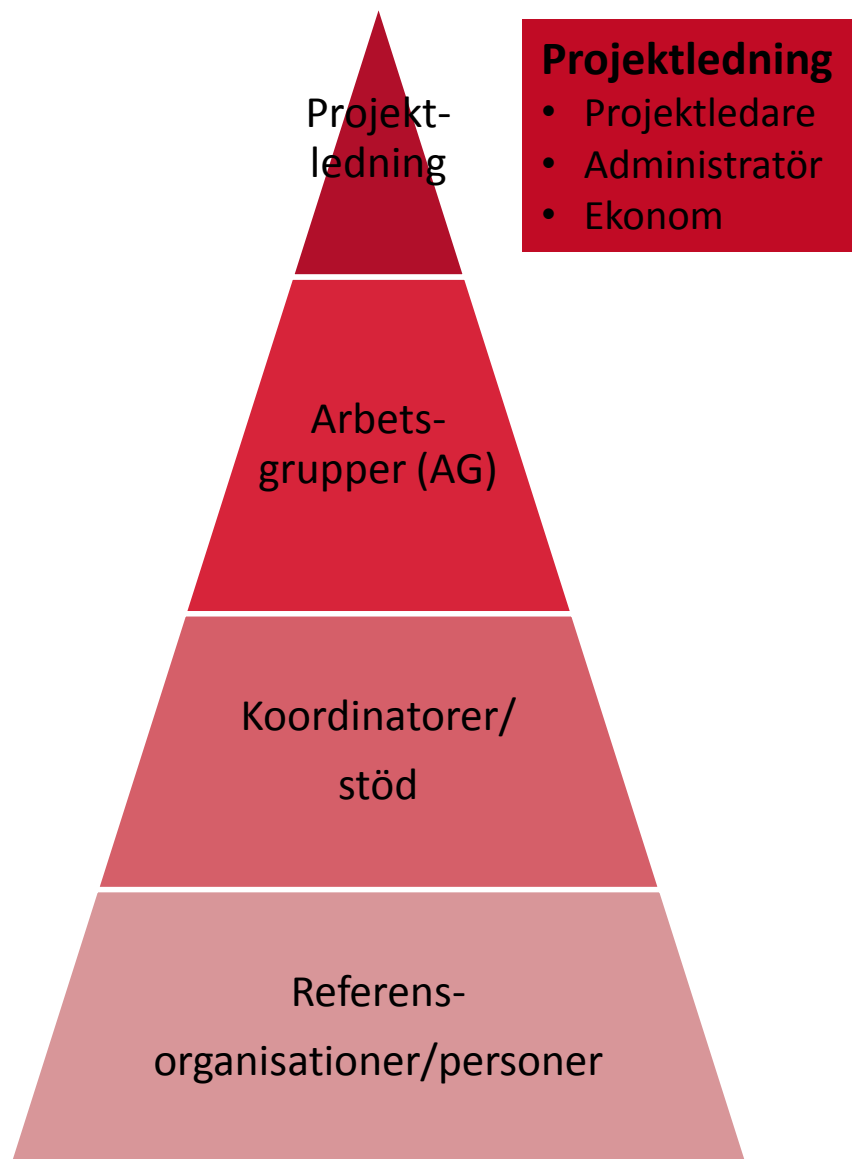 Projekt-
ledning
Projektledning
• Projektledare
• Administratör
• Ekonom
Arbets-
grupper (AG)
Koordinatorer/
stöd
Referens-
organisationer/personer